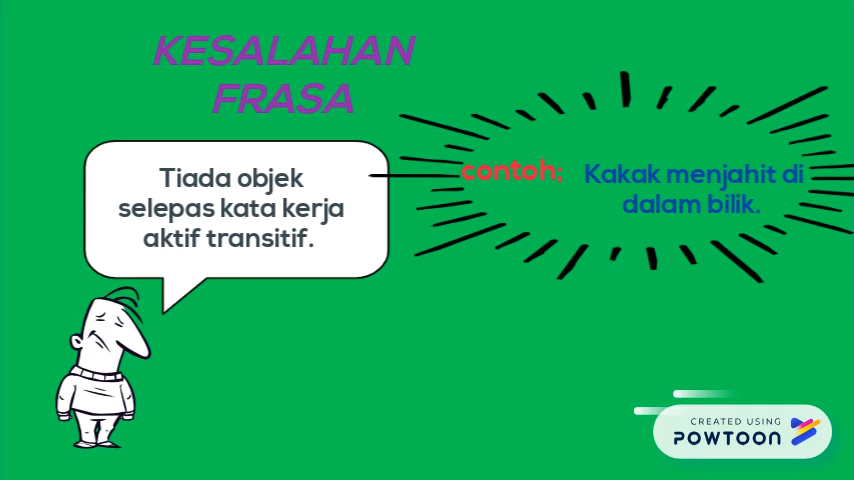 KESALAHAN
FRASA
Tiada objek
selepas kata kerja
aktif transitif.
contoh:
Kakak menjahit di
dalam bilik.
CREATED USING
POWTOON